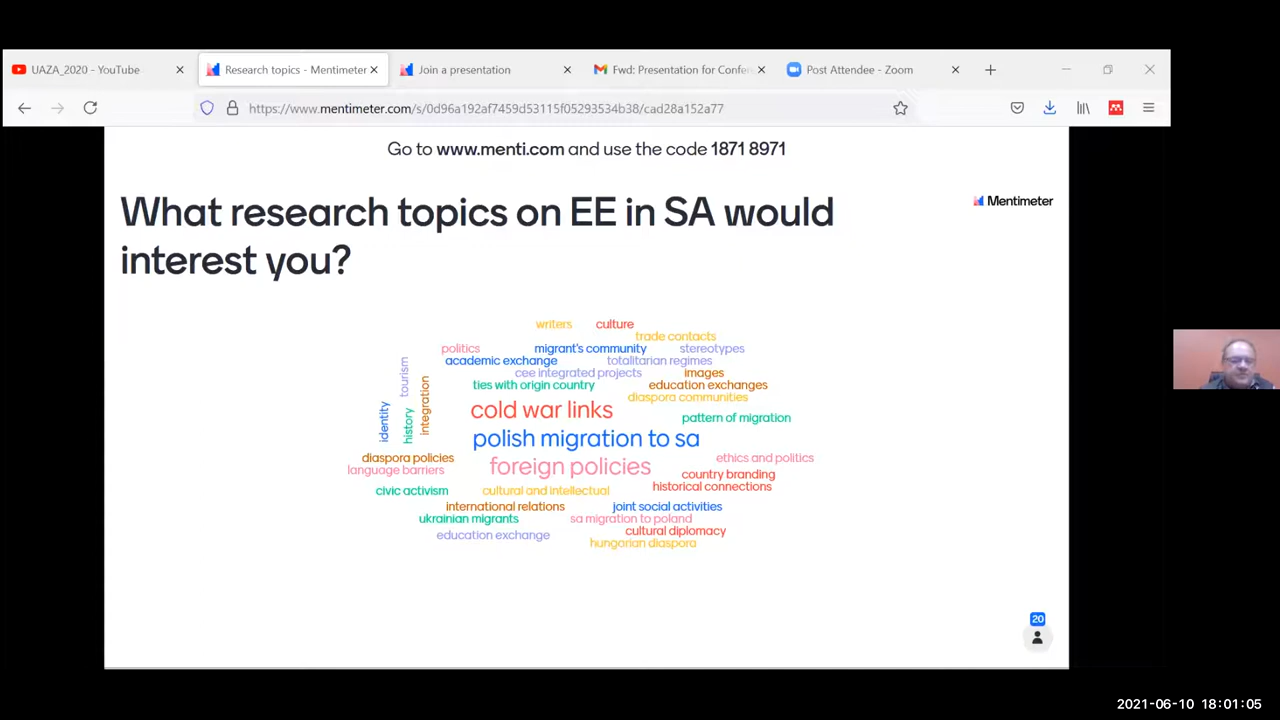 UAZA_2020 - YouTube
Research topics - Mentimeter
Join a presentation
Fwd: Presentation for Confer
Post Attendee - Zoom
https://www.mentimeter.com/s/0d96a192af7459d53115f05293534b38/cad28a152a77
Go to www.menti.com and use the code 1871 8971
What research topics on EE in SA would
interest you?
Mentimeter
writers
culture
trade contacts
politics
migrant's community
stereotypes
academic exchange
totalitarian regimes
cee integrated projects
images
ties with origin country
education exchanges
diaspora communities
tourism
integration
identity
history
cold war links
pattern of migration
polish migration to sa
diaspora policies
ethics and politics
language barriers
foreign policies
country branding
historical connections
civic activism
cultural and intellectual
international relations
joint social activities
ukrainian migrants
sa migration to poland
education exchange
cultural diplomacy
hungarian diaspora
20
2021-06-10 18:01:05